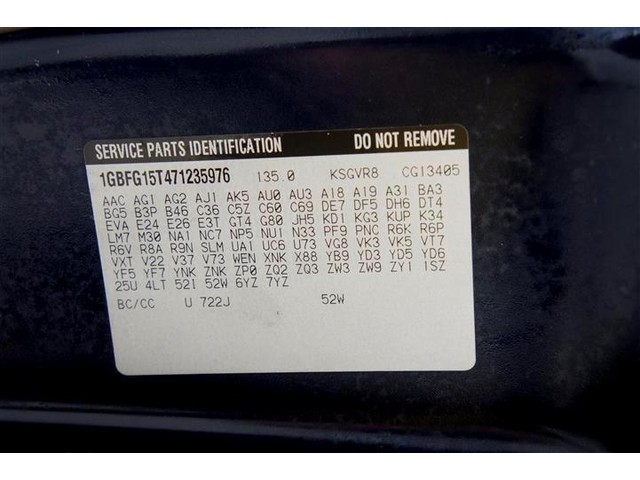 SERVICE PARTS IDENTIFICATION DO NOT REMOVE
1GBFG15T471235976 135.0 KSGVR8 CG13405
AAC AG1 AG2 AJ1 AK5 AU0 AU3 A18 A19 A31 BA3
BG5 B3P B46 C36 C5Z C60 C69 DE7 DF5 DH6 DT4
EVA E24 E26 E3T GT4 G80 JH5 KD1 KG3 KUP K34
LM7 M30 NA1 NC7 NP5 NU1 N33 PF9 PNC R6K R6P
R6V R8A R9N SLM UA1 UC6 U73 VG8 VK3 VK5 VT7
VXT V22 V37 V73 WEN XNK X88 YB9 YD3 YD5 YD6
YF5 YF7 YNK ZNK ZP0 ZQ2 ZQ3 ZW3 ZW9 ZY1 1SZ
25U 4LT 52I 52W 6YZ 7YZ
BC/CC U 722J 52W